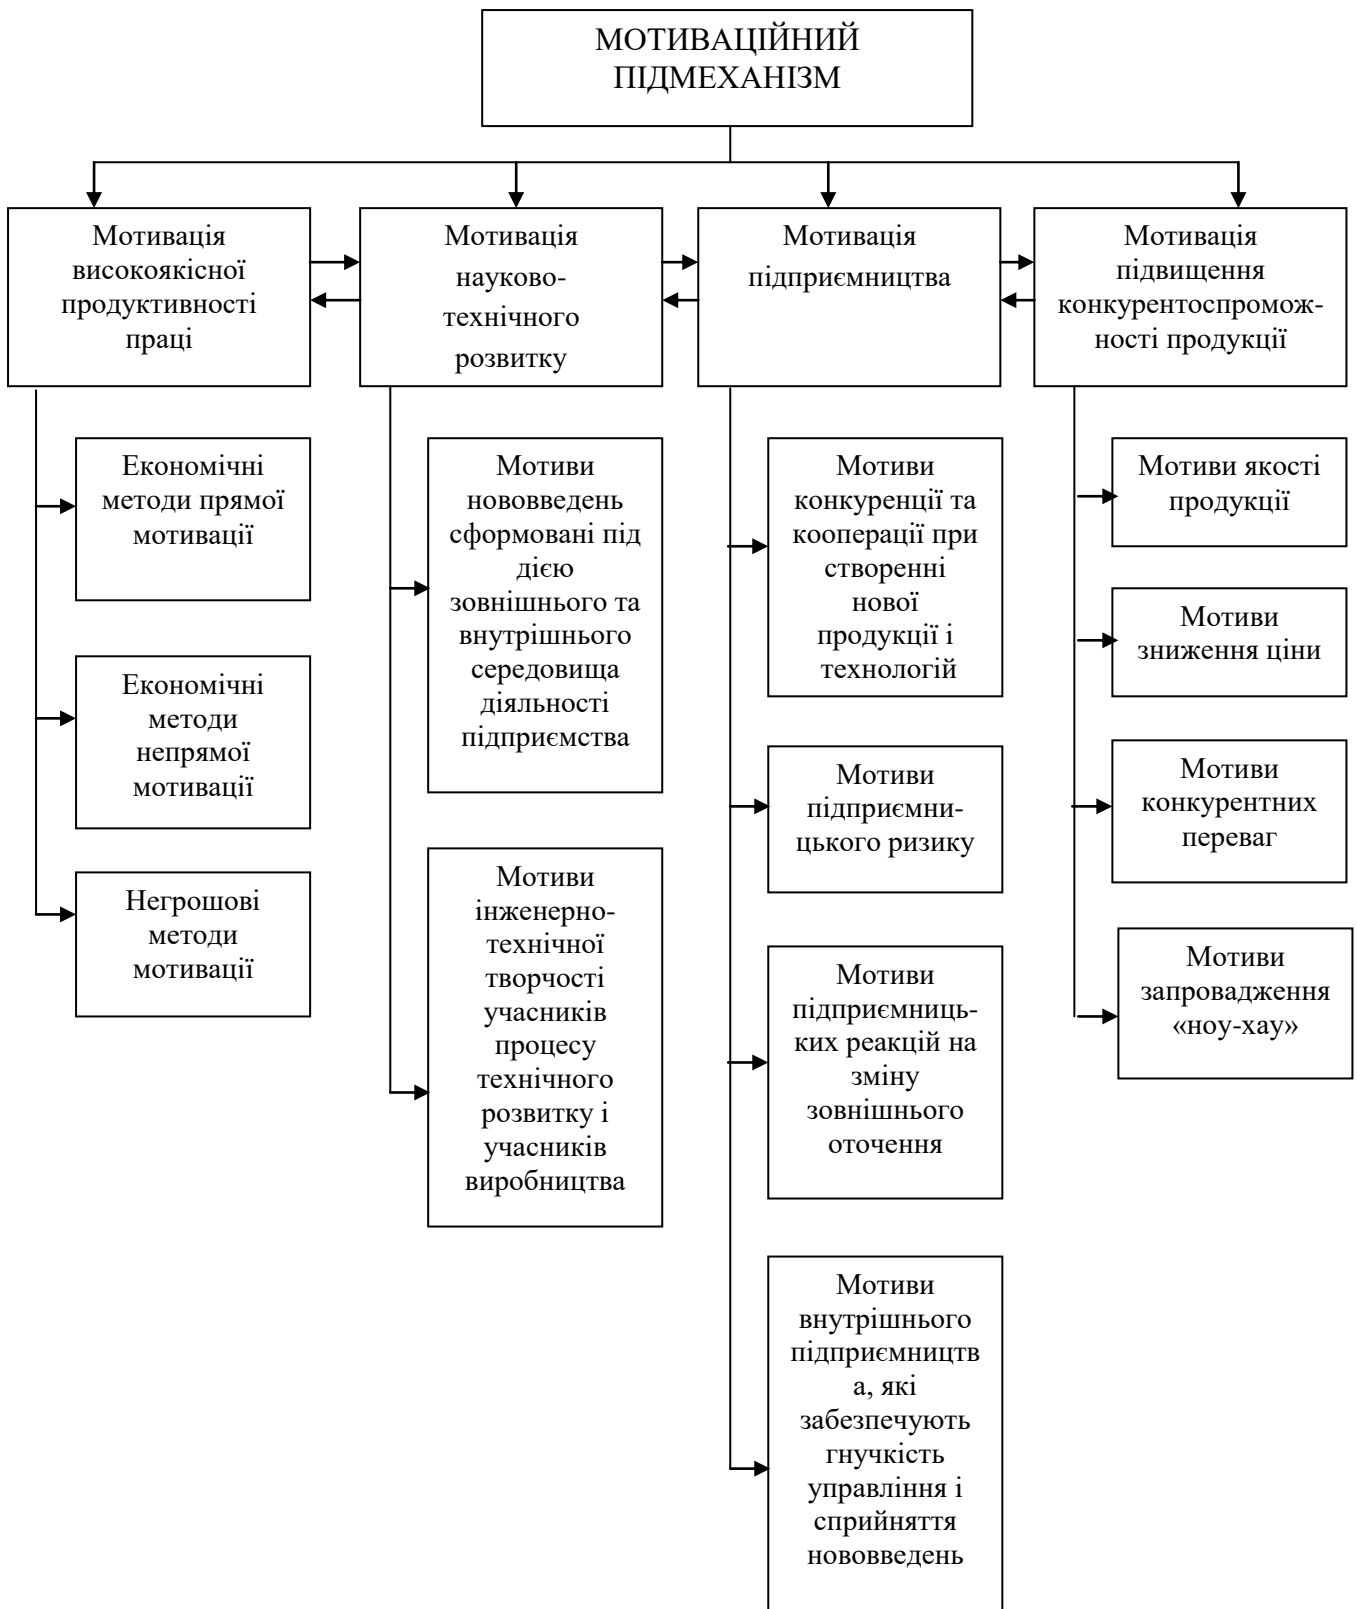 МОТИВАЦІЙНИЙ
ПІДМЕХАНІЗМ
Мотивація
високоякісної
продуктивності
праці
Мотивація
науково-
технічного
розвитку
Мотивація
підприємництва
Мотивація
підвищення
конкурентоспромож-
ності продукції
Економічні
методи прямої
мотивації
Економічні
методи
непрямої
мотивації
Негрошові
методи
мотивації
Мотиви
нововведень
сформовані під
дією
зовнішнього та
внутрішнього
середовища
діяльності
підприємства
Мотиви
інженерно-
технічної
творчості
учасників
процесу
технічного
розвитку і
учасників
виробництва
Мотиви
конкуренції та
кооперації при
створенні
нової
продукції і
технологій
Мотиви
підприємни-
цького ризику
Мотиви
підприємниць-
ких реакцій на
зміну
зовнішнього
оточення
Мотиви
внутрішнього
підприємництв
а, які
забезпечують
гнучкість
управління і
сприйняття
нововведень
Мотиви якості
продукції
Мотиви
зниження ціни
Мотиви
конкурентних
переваг
Мотиви
запровадження
«ноу-хау»